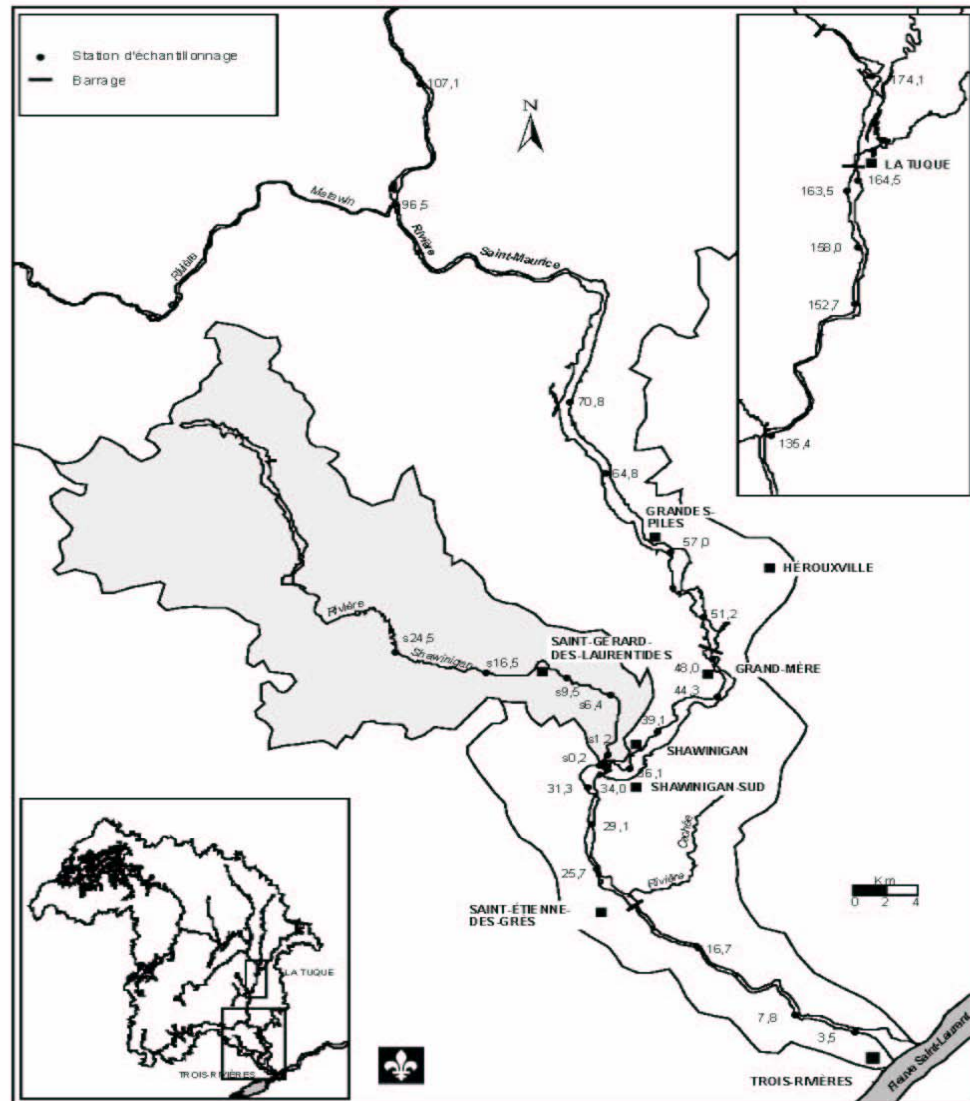 Station d'échantillonnage
Barrage
107,1
N
174,1
LA TUQUE
164,5
163,5
158,0
152,7
135,4
Matawin
Rivière
96,5
Rivière
Saint-Maurice
70,8
64,8
GRANDES-
PILES
57,0
HÉROUXVILLE
51,2
Rivière
s24,5
Shawinigan
s16,5
SAINT-GÉRARD-
DES-LAURENTIDES
s9,5
s6,4
48,0
GRAND-MÈRE
44,3
39,1
s1,2
SHAWINIGAN
s0,2
36,1
31,3
34,0
SHAWINIGAN-SUD
29,1
Cachée
Rivière
25,7
Km
0 2 4
SAINT-ÉTIENNE-
DES-GRÈS
16,7
7,8
3,5
TROIS-RIVIÈRES
Fleuve Saint-Laurent
LA TUQUE
TROIS-RIVIÈRES